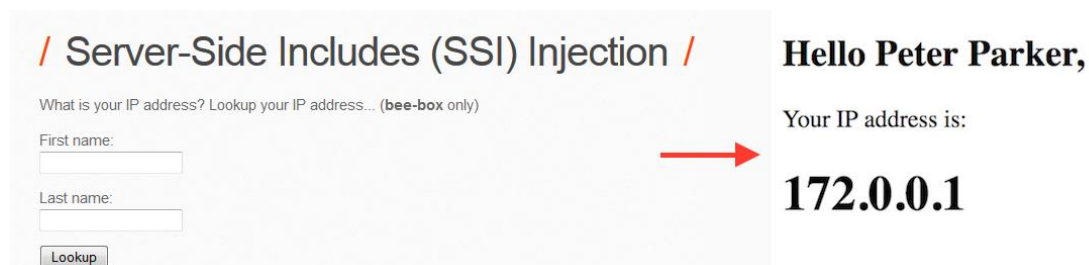 / Server-Side Includes (SSI) Injection /
What is your IP address? Lookup your IP address... (bee-box only)
First name:
Last name:
Lookup
Hello Peter Parker,
Your IP address is:
172.0.0.1